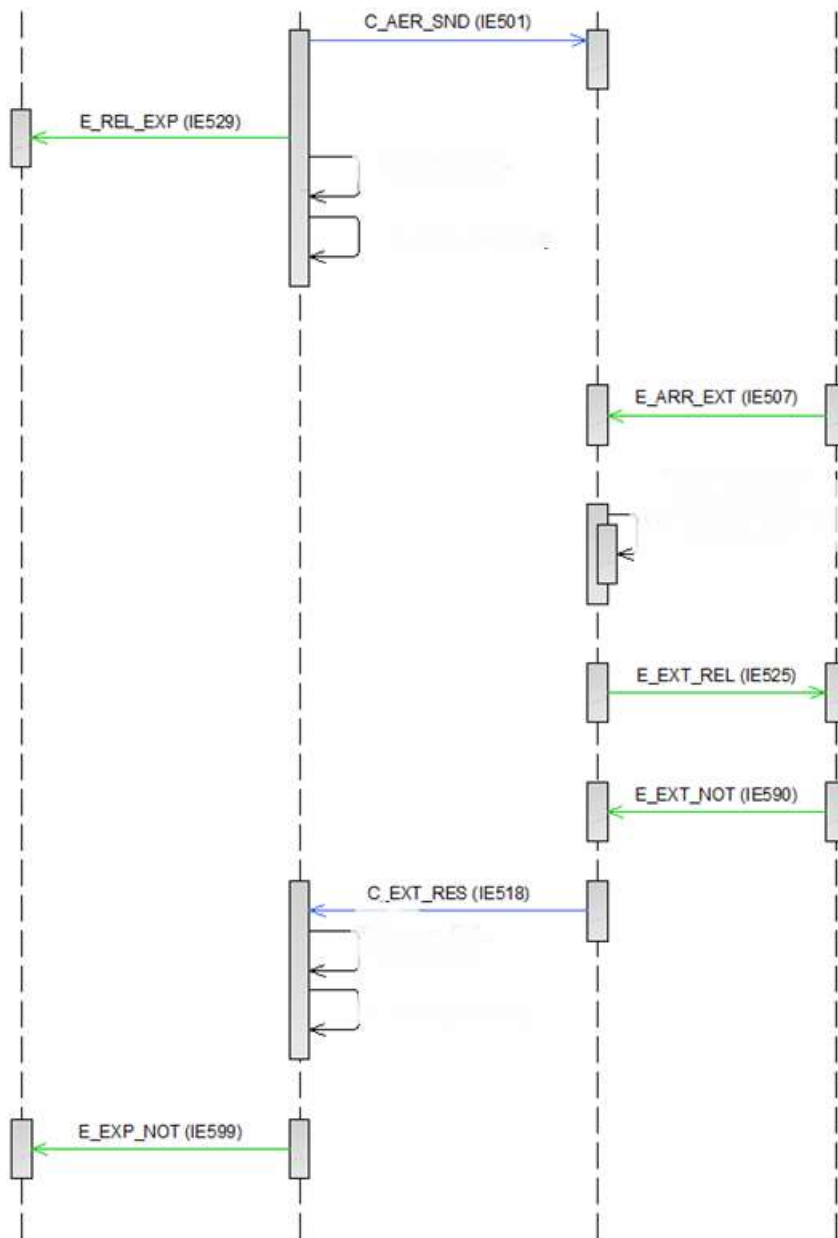 C_AER_SND (IE501)
E_REL_EXP (IE529)
E_ARR_EXT (IE507)
E_EXT_REL (IE525)
E_EXT_NOT (IE590)
C_EXT_RES (IE518)
E_EXP_NOT (IE599)